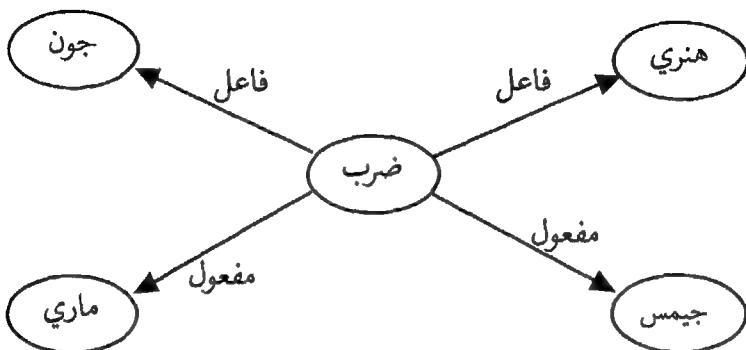 هنري
جون
فاعل
فاعل
ضرب
مفعول
مفعول
جيمس
ماري